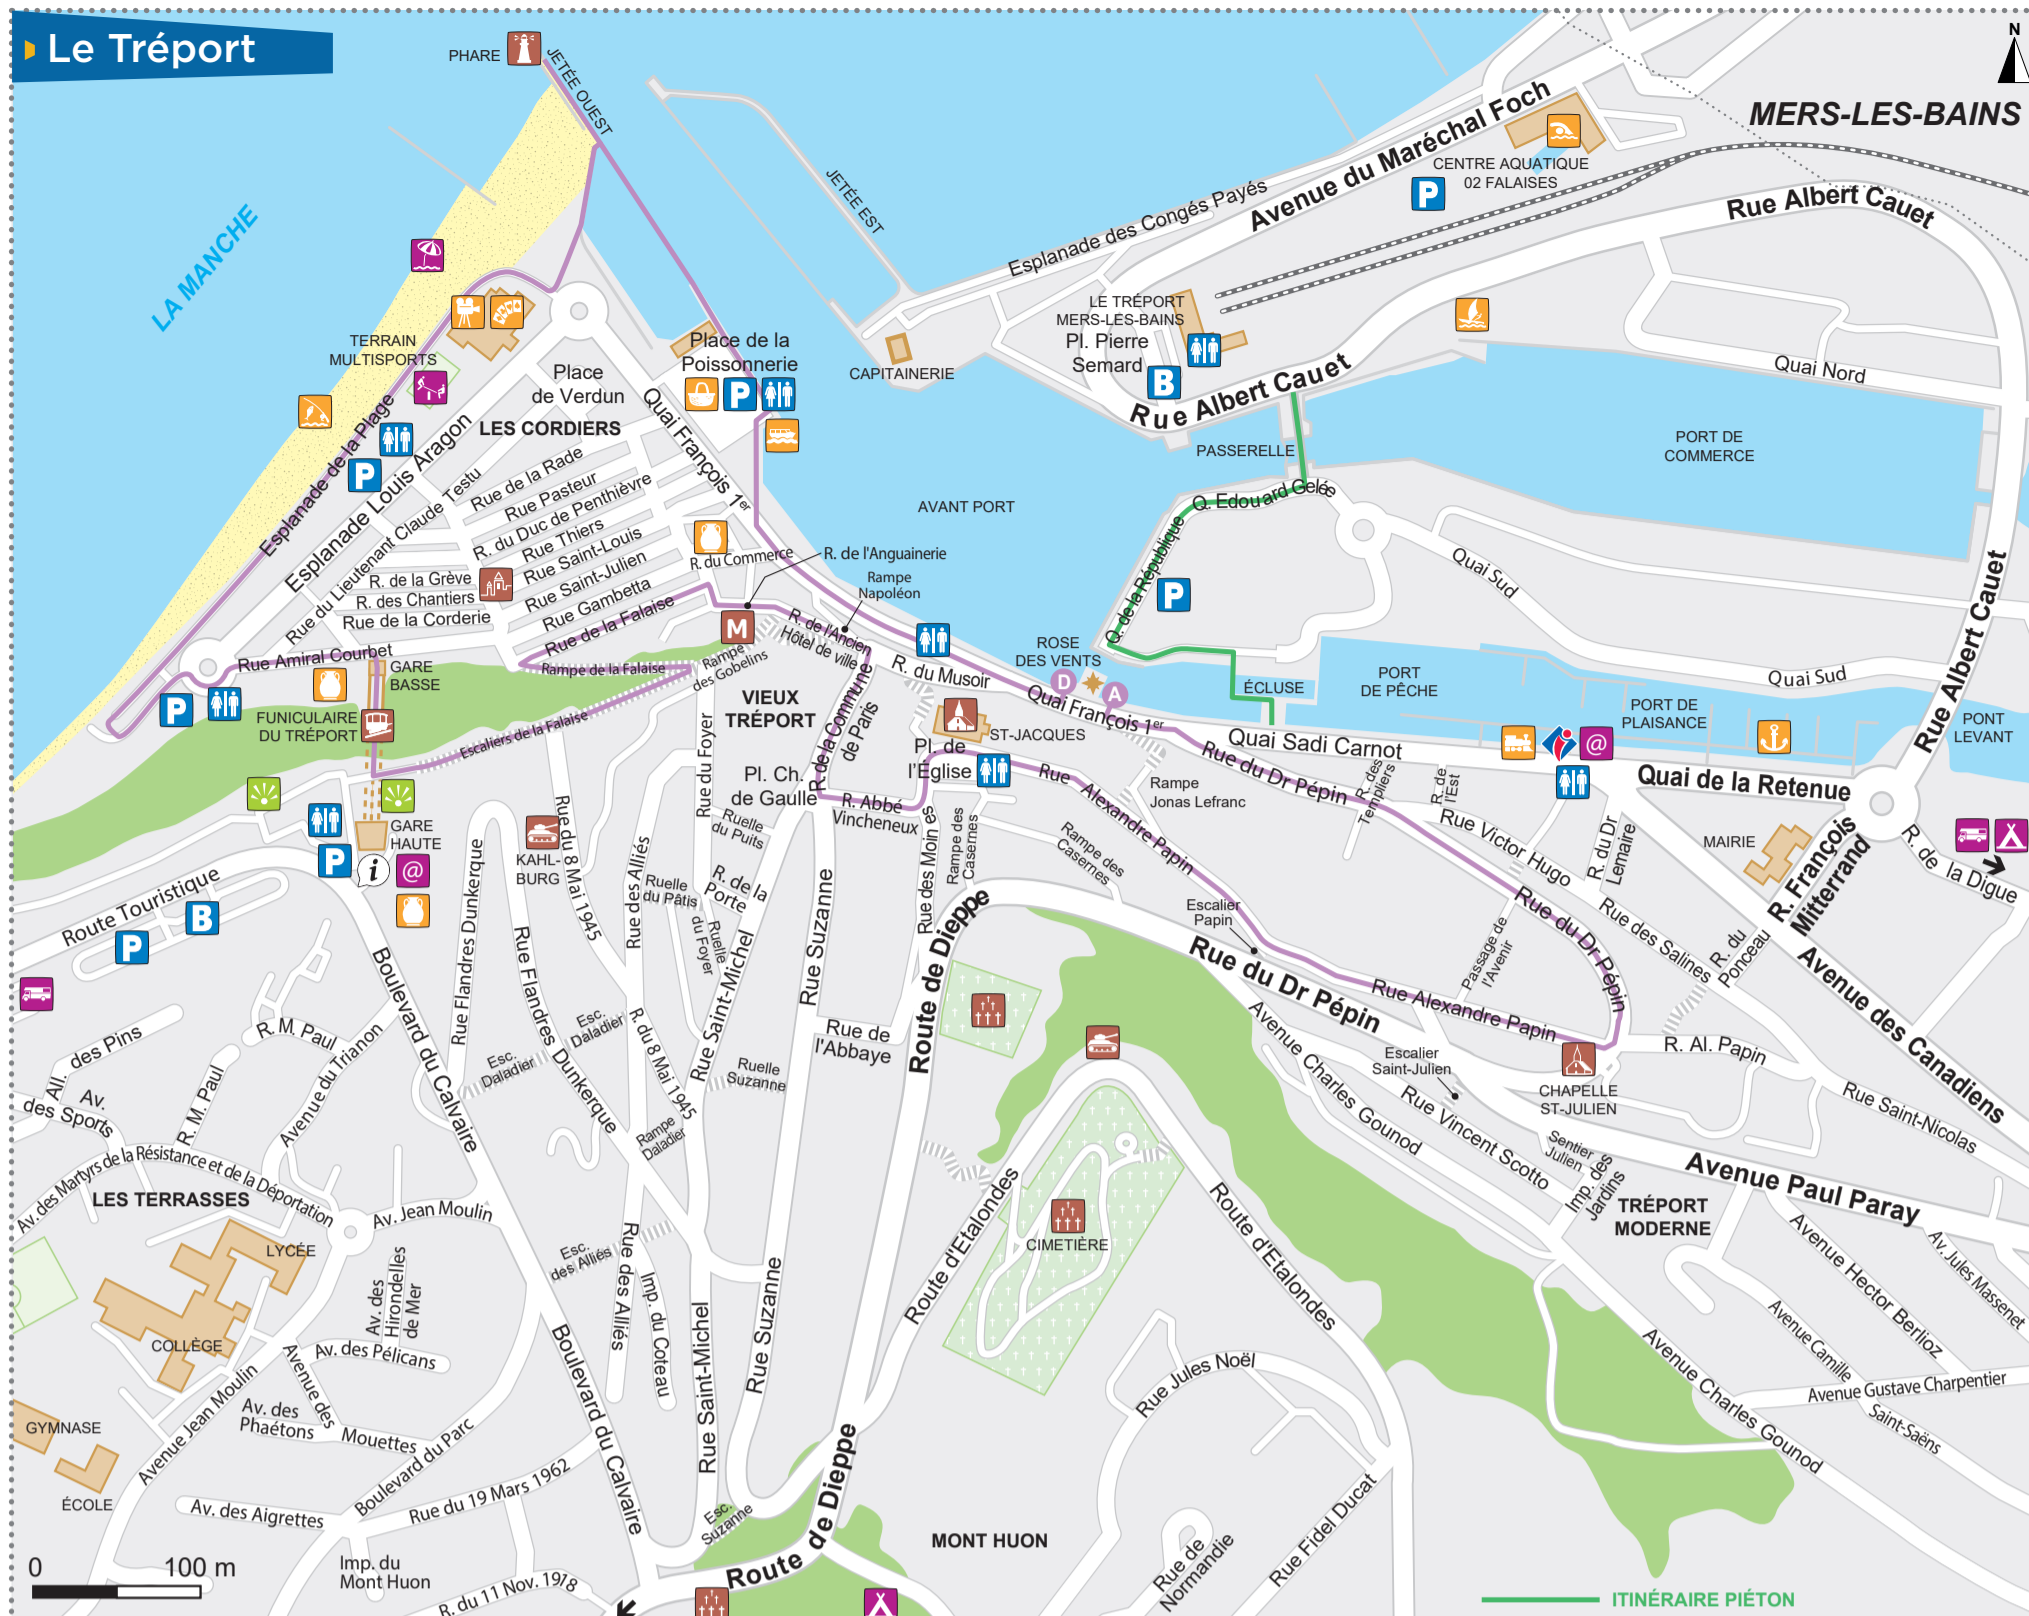 Le Tréport
N
MERS-LES-BAINS
PHARE
JETÉE OUEST
JETÉE EST
LA MANCHE
Esplanade des Congés Payés
Avenue du Maréchal Foch
CENTRE AQUATIQUE
02 FALAISES
P
Rue Albert Cauet
LE TRÉPORT
MERS-LES-BAINS
Pl. Pierre
Semard
B
Rue Albert Cauet
CAPITAINERIE
Quai Nord
PORT DE
COMMERCE
PASSERELLE
TERRAIN
MULTISPORTS
Place
de Verdun
LES CORDIERS
Place de la
Poissonnerie
P
Quai François 1er
Esplanade de la Plage
P
Esplanade Louis Aragon
Rue du Lieutenant Claude Testu
Rue de la Rade
Rue Pasteur
R. du Duc de Penthièvre
Rue Thiers
Rue Saint-Louis
Rue Saint-Julien
Rue Gambetta
Rue de la Falaise
R. de la Grève
R. des Chantiers
Rue de la Corderie
R. du Commerce
R. de l'Anguainerie
Rampe
Napoléon
AVANT PORT
Q. Edouard Gelée
Q. de la République
P
Quai Sud
Quai Sud
Rue Albert Cauet
Rue Albert Cauet
M
R. de l'Ancien
Hôtel de ville
Rampe
des Gobelins
Rampe de la Falaise
Escaliers de la Falaise
Rue Amiral Courbet
GARE
BASSE
FUNICULAIRE
DU TRÉPORT
P
GARE
HAUTE
P
i
@
VIEUX
TRÉPORT
R. du Musoir
ROSE
DES VENTS
D
A
Quai François 1er
ÉCLUSE
PORT
DE PÊCHE
PORT DE
PLAISANCE
PONT
LEVANT
Quai Sadi Carnot
@
Quai de la Retenue
ST-JACQUES
Pl. de
l'Eglise
Rue Alexandre Papin
Rampe
Jonas Lefranc
Rue du Dr Pépin
R. des
Templiers
R. de
l'Est
Rue Victor Hugo
R. du Dr
Lemaire
MAIRIE
R. François
Mitterrand
R. de la Digue
R. de la Commune
de Paris
Pl. Ch.
de Gaulle
R. Abbé
Vincheneux
Rue du Foyer
Ruelle
du Puits
KAHL-
BURG
Rue du 8 Mai 1945
Rue des Alliés
Ruelle
du Pâtis
R. de la
Porte
Ruelle
du Foyer
Rue des Moines
Rampe des
Casernes
Rampe des
Casernes
Route Touristique
B
P
Boulevard du Calvaire
Rue Flandres Dunkerque
Rue Flandres Dunkerque
Rue Saint-Michel
Rue Suzanne
Route de Dieppe
Escalier
Papin
Rue du Dr Pépin
Rue Alexandre Papin
Passage de
l'Avenir
Rue du Dr Pépin
Rue des Salines
R. du
Ponceau
Avenue des Canadiens
All. des Pins
R. M. Paul
R. M. Paul
Avenue du Trianon
Av.
des Sports
Esc.
Daladier
Esc.
Daladier
R. du 8 Mai 1945
Rue de
l'Abbaye
Ruelle
Suzanne
Rampe
Daladier
Avenue Charles Gounod
Escalier
Saint-Julien
Rue Vincent Scotto
CHAPELLE
ST-JULIEN
R. Al. Papin
Rue Saint-Nicolas
Sentier
Julien
Imp. des
Jardins
Avenue Paul Paray
TRÉPORT
MODERNE
Av. des Martyrs de la Résistance et de la Déportation
LES TERRASSES
Av. Jean Moulin
LYCÉE
COLLÈGE
Av. des
Hirondelles
de Mer
Av. des Pélicans
Avenue des
Mouettes
Avenue Jean Moulin
Av. des
Phaétons
Boulevard du Parc
GYMNASE
ÉCOLE
Av. des Aigrettes
Rue du 19 Mars 1962
Boulevard du Calvaire
Esc.
des Alliés
Rue des Alliés
Imp. du Coteau
Rue Saint-Michel
Rue Suzanne
Esc.
Suzanne
Route d'Etalondes
Route d'Etalondes
CIMETIÈRE
Rue Jules Noël
Avenue Hector Berlioz
Av. Jules Massenet
Avenue Camille
Saint-Saëns
Avenue Gustave Charpentier
Avenue Charles Gounod
Route de Dieppe
Route de Dieppe
MONT HUON
Rue de
Normandie
Rue Fidel Ducat
Imp. du
Mont Huon
R. du 11 Nov. 1918
0
100 m
ITINÉRAIRE PIÉTON